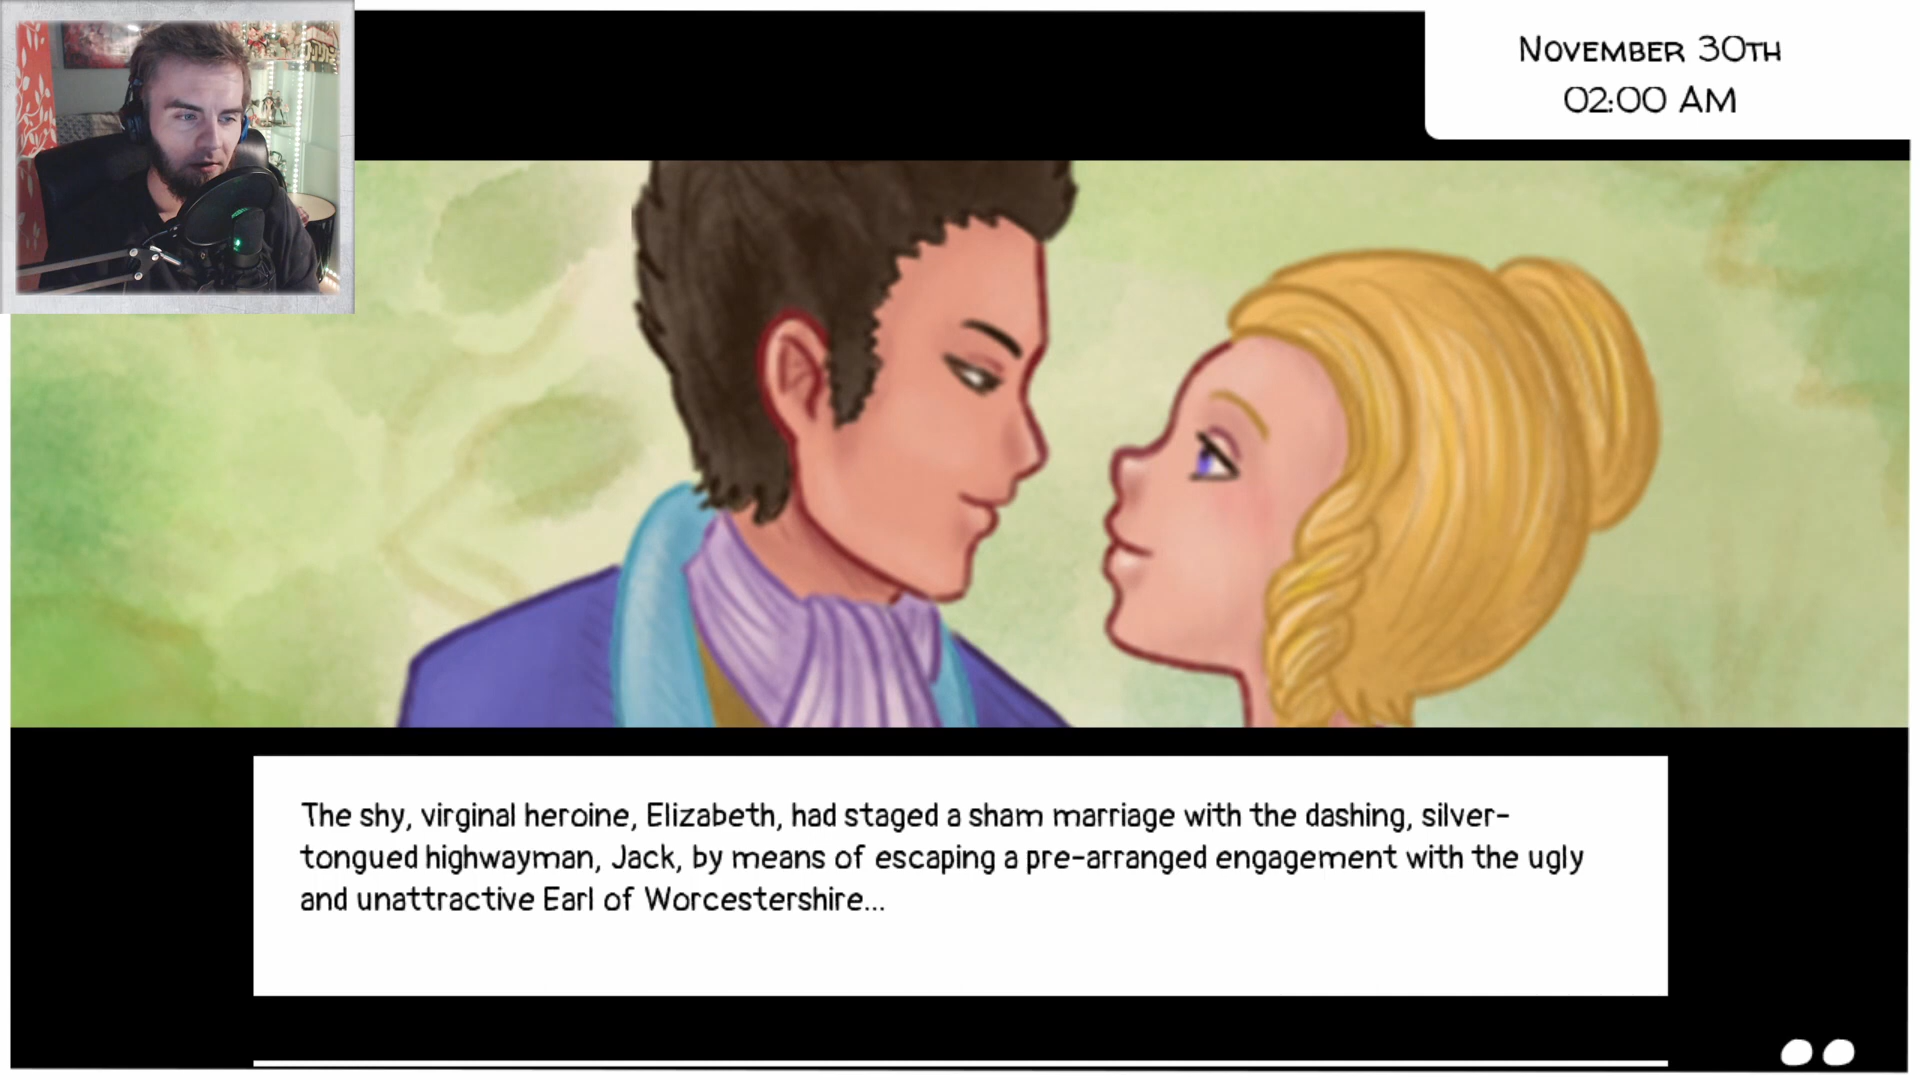 November 30th
02:00 AM
The shy, virginal heroine, Elizabeth, had staged a sham marriage with the dashing, silver-
tongued highwayman, Jack, by means of escaping a pre-arranged engagement with the ugly
and unattractive Earl of Worcestershire...